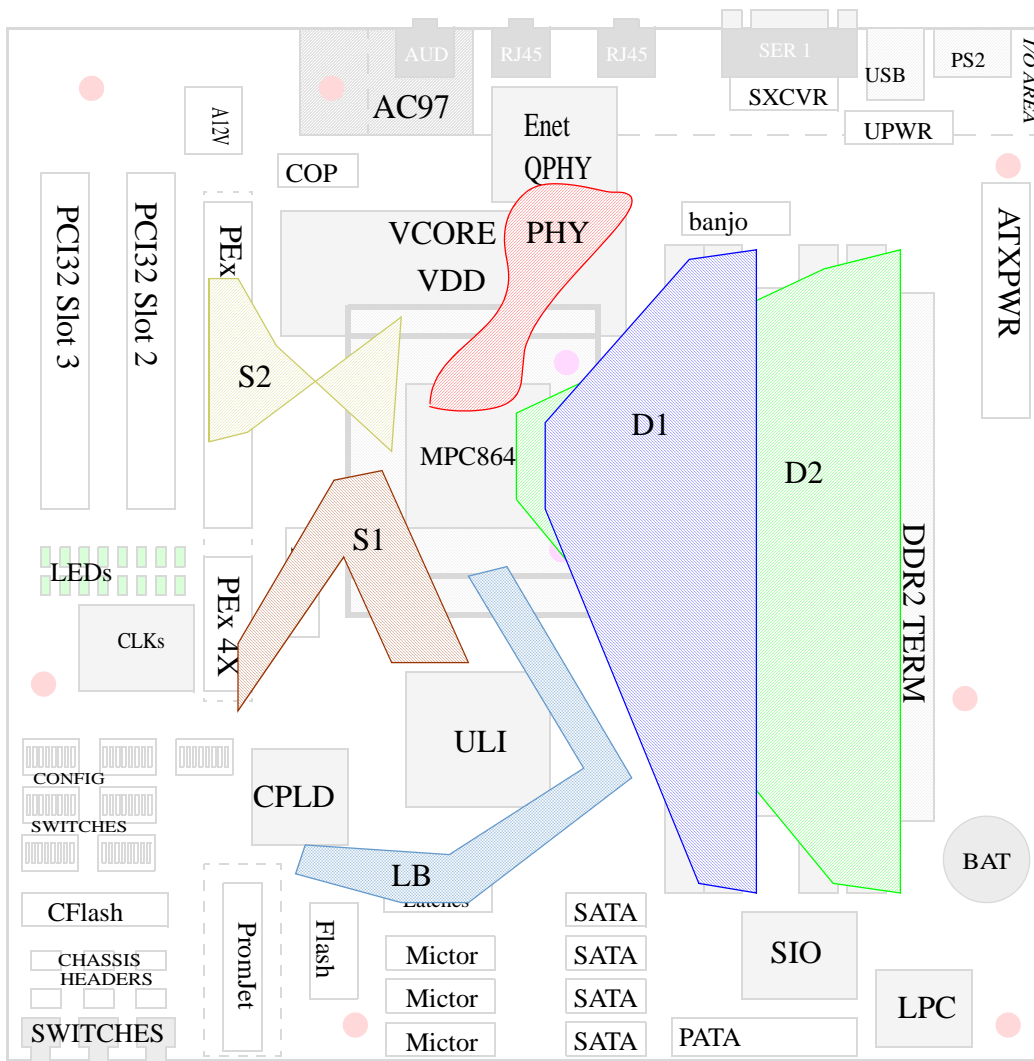 AUD
RJ45
RJ45
SER 1
USB
PS2
I/O AREA
AC97
A12V
SXCVR
UPWR
Enet
QPHY
COP
PCI32 Slot 3
PCI32 Slot 2
PEx
VCORE
PHY
VDD
banjo
ATXPWR
S2
D1
MPC864
D2
S1
LEDs
DDR2 TERM
PEx 4X
CLKs
ULI
CONFIG
CPLD
SWITCHES
BAT
LB
Latches
CFlash
SATA
PromJet
Flash
CHASSIS
HEADERS
Mictor
SATA
SIO
Mictor
SATA
LPC
SWITCHES
Mictor
SATA
PATA